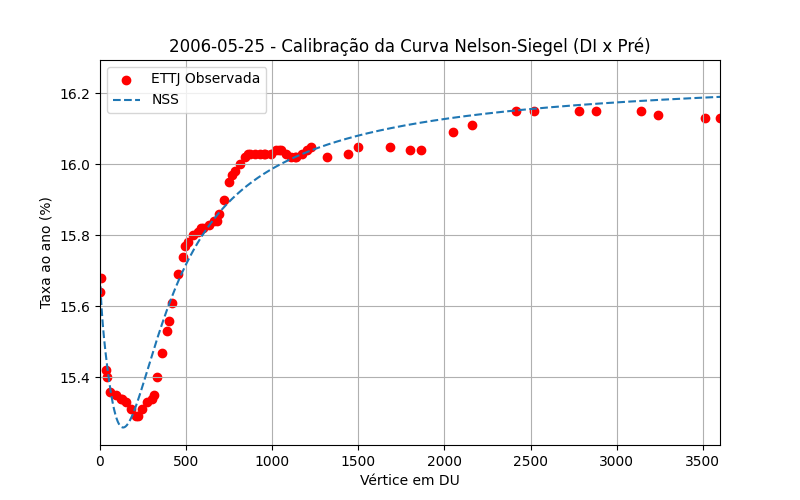 2006-05-25 - Calibração da Curva Nelson-Siegel (DI x Pré)
ETTJ Observada
NSS
Taxa ao ano (%)
16.2
16.0
15.8
15.6
15.4
0 500 1000 1500 2000 2500 3000 3500
Vértice em DU